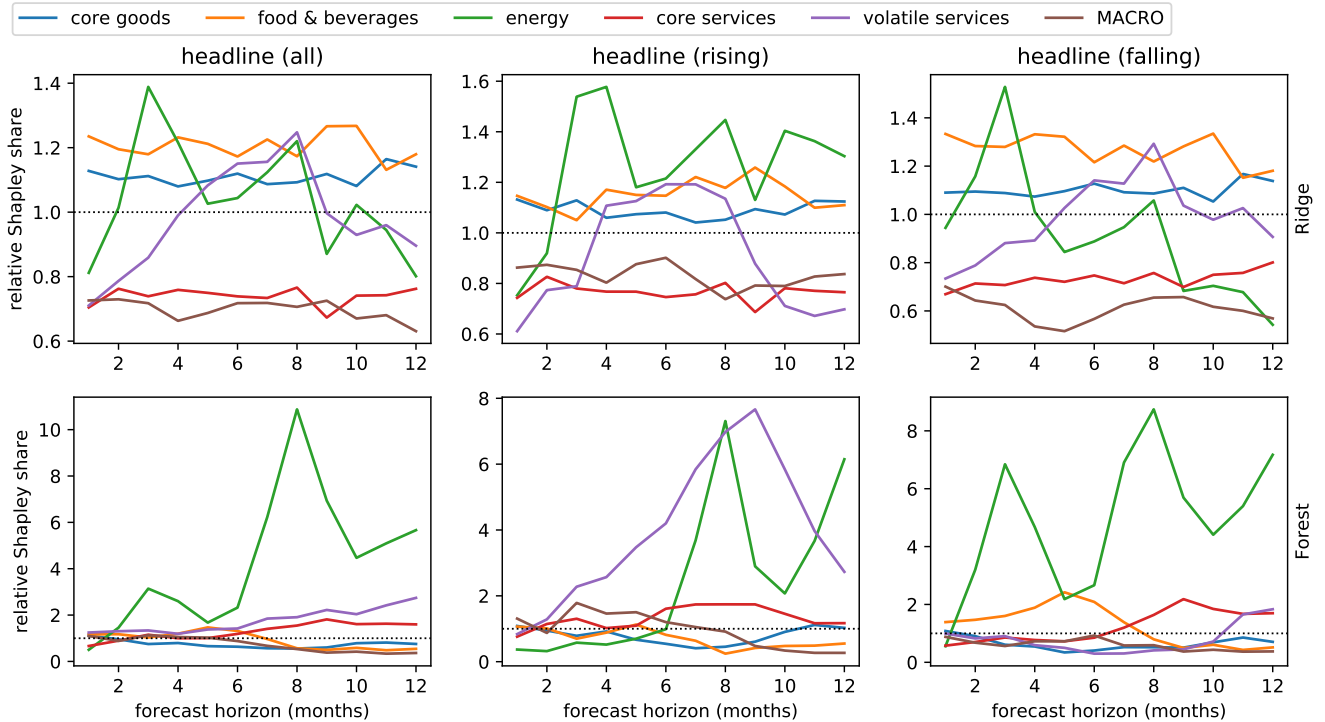 core goods food & beverages energy core services volatile services MACRO
headline (all) headline (rising) headline (falling)
relative Shapley share
1.4
1.2
1.0
0.8
0.6
2 4 6 8 10 12
1.6
1.4
1.2
1.0
0.8
0.6
2 4 6 8 10 12
1.4
1.2
1.0
0.8
0.6
2 4 6 8 10 12
Ridge
relative Shapley share
10
8
6
4
2
0
2 4 6 8 10 12
forecast horizon (months)
8
6
4
2
0
2 4 6 8 10 12
forecast horizon (months)
8
6
4
2
0
2 4 6 8 10 12
forecast horizon (months)
Forest